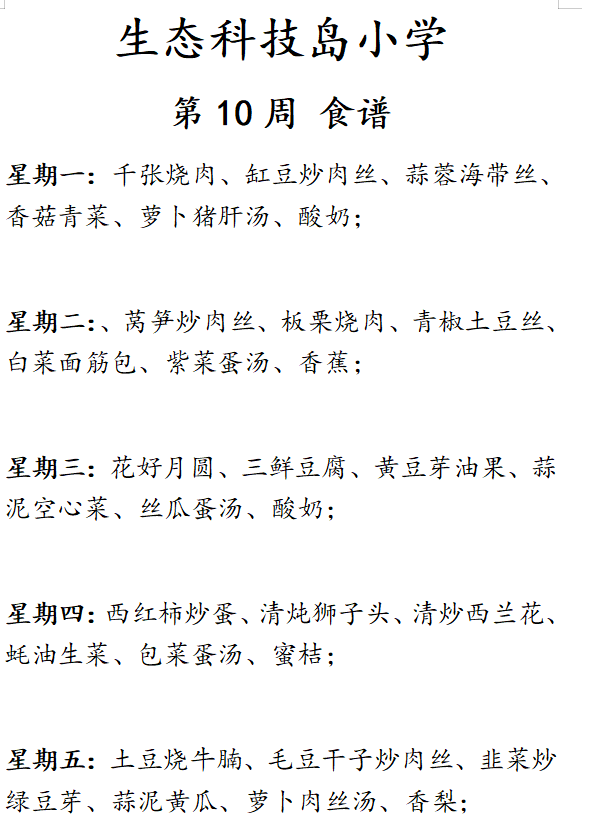 生态科技岛小学
第 10 周 食谱
星期一：千张烧肉、缸豆炒肉丝、蒜蓉海带丝、
香菇青菜、萝卜猪肝汤、酸奶；
星期二：、莴笋炒肉丝、板栗烧肉、青椒土豆丝、
白菜面筋包、紫菜蛋汤、香蕉；
星期三：花好月圆、三鲜豆腐、黄豆芽油果、蒜
泥空心菜、丝瓜蛋汤、酸奶；
星期四：西红柿炒蛋、清炖狮子头、清炒西兰花、
蚝油生菜、包菜蛋汤、蜜桔；
星期五：土豆烧牛腩、毛豆干子炒肉丝、韭菜炒
绿豆芽、蒜泥黄瓜、萝卜肉丝汤、香梨；